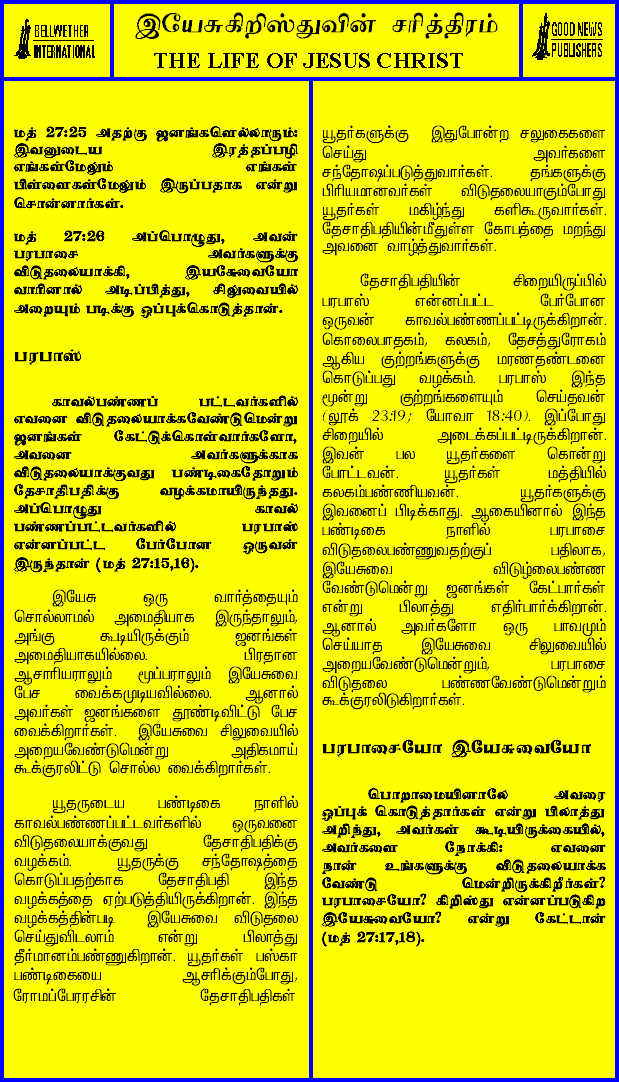 BELLWETHER
INTERNATIONAL
இயேசுகிறிஸ்துவின் சரித்திரம்
THE LIFE OF JESUS CHRIST
GOOD NEWS
PUBLISHERS
மத் 27:25 அதற்கு ஜனங்களெல்லாரும்:
இவனுடைய இரத்தப்பழி
எங்கள்மேலும் எங்கள்
பிள்ளைகள்மேலும் இருப்பதாக என்று
சொன்னார்கள்.
மத் 27:26 அப்பொழுது, அவன்
பரபாசை அவர்களுக்கு
விடுதலையாக்கி, இயேசுவையோ
வாரினால் அடிப்பித்து, சிலுவையில்
அறையும் படிக்கு ஒப்புக்கொடுத்தான்.
பரபாஸ்
காவல்பண்ணப் பட்டவர்களில்
எவனை விடுதலையாக்கவேண்டுமென்று
ஜனங்கள் கேட்டுக்கொள்வார்களோ,
அவனை அவர்களுக்காக
விடுதலையாக்குவது பண்டிகைதோறும்
தேசாதிபதிக்கு வழக்கமாயிருந்தது.
அப்பொழுது காவல்
பண்ணப்பட்டவர்களில் பரபாஸ்
என்னப்பட்ட பேர்போன ஒருவன்
இருந்தான் (மத் 27:15,16).
இயேசு ஒரு வார்த்தையும்
சொல்லாமல் அமைதியாக இருந்தாலும்,
அங்கு கூடியிருக்கும் ஜனங்கள்
அமைதியாகயில்லை. பிரதான
ஆசாரியராலும் மூப்பராலும் இயேசுவை
பேச வைக்கமுடியவில்லை. ஆனால்
அவர்கள் ஜனங்களை தூண்டிவிட்டு பேச
வைக்கிறார்கள். இயேசுவை சிலுவையில்
அறையவேண்டுமென்று அதிகமாய்
கூக்குரலிட்டு சொல்ல வைக்கிறார்கள்.
யூதருடைய பண்டிகை நாளில்
காவல்பண்ணப்பட்டவர்களில் ஒருவனை
விடுதலையாக்குவது தேசாதிபதிக்கு
வழக்கம். யூதருக்கு சந்தோஷத்தை
கொடுப்பதற்காக தேசாதிபதி இந்த
வழக்கத்தை ஏற்படுத்தியிருக்கிறான். இந்த
வழக்கத்தின்படி இயேசுவை விடுதலை
செய்துவிடலாம் என்று பிலாத்து
தீர்மானம்பண்ணுகிறான். யூதர்கள் பஸ்கா
பண்டிகையை ஆசரிக்கும்போது,
ரோமப்பேரரசின் தேசாதிபதிகள்
யூதர்களுக்கு இதுபோன்ற சலுகைகளை
செய்து அவர்களை
சந்தோஷப்படுத்துவார்கள். தங்களுக்கு
பிரியமானவர்கள் விடுதலையாகும்போது
யூதர்கள் மகிழ்ந்து களிகூருவார்கள்.
தேசாதிபதியின்மீதுள்ள கோபத்தை மறந்து
அவனை வாழ்த்துவார்கள்.
தேசாதிபதியின் சிறையிருப்பில்
பரபாஸ் என்னப்பட்ட பேர்போன
ஒருவன் காவல்பண்ணப்பட்டிருக்கிறான்.
கொலைபாதகம், கலகம், தேசத்துரோகம்
ஆகிய குற்றங்களுக்கு மரணதண்டனை
கொடுப்பது வழக்கம். பரபாஸ் இந்த
மூன்று குற்றங்களையும் செய்தவன்
(லூக் 23:19; யோவா 18:40). இப்போது
சிறையில் அடைக்கப்பட்டிருக்கிறான்.
இவன் பல யூதர்களை கொன்று
போட்டவன். யூதர்கள் மத்தியில்
கலகம்பண்ணியவன். யூதர்களுக்கு
இவனைப் பிடிக்காது. ஆகையினால் இந்த
பண்டிகை நாளில் பரபாசை
விடுதலைபண்ணுவதற்குப் பதிலாக,
இயேசுவை விடுழ்லைபண்ண
வேண்டுமென்று ஜனங்கள் கேட்பார்கள்
என்று பிலாத்து எதிர்பார்க்கிறான்.
ஆனால் அவர்களோ ஒரு பாவமும்
செய்யாத இயேசுவை சிலுவையில்
அறையவேண்டுமென்றும், பரபாசை
விடுதலை பண்ணவேண்டுமென்றும்
கூக்குரலிடுகிறார்கள்.
பரபாசையோ இயேசுவையோ
பொறாமையினாலே அவரை
ஒப்புக் கொடுத்தார்கள் என்று பிலாத்து
அறிந்து, அவர்கள் கூடியிருக்கையில்,
அவர்களை நோக்கி: எவனை
நான் உங்களுக்கு விடுதலையாக்க
வேண்டு மென்றிருக்கிறீர்கள்?
பரபாசையோ? கிறிஸ்து என்னப்படுகிற
இயேசுவையோ? என்று கேட்டான்
(மத் 27:17,18).